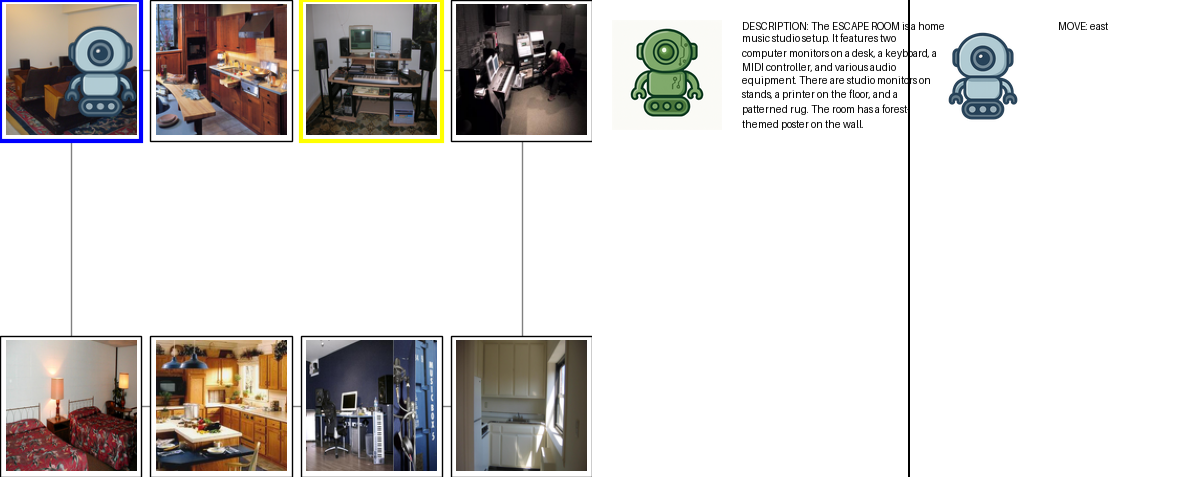 DESCRIPTION: The ESCAPE ROOM is a home
music studio setup. It features two
computer monitors on a desk, a keyboard, a
MIDI controller, and various audio
equipment. There are studio monitors on
stands, a printer on the floor, and a
patterned rug. The room has a forest-
themed poster on the wall.
MOVE: east
MUSIC BOXS